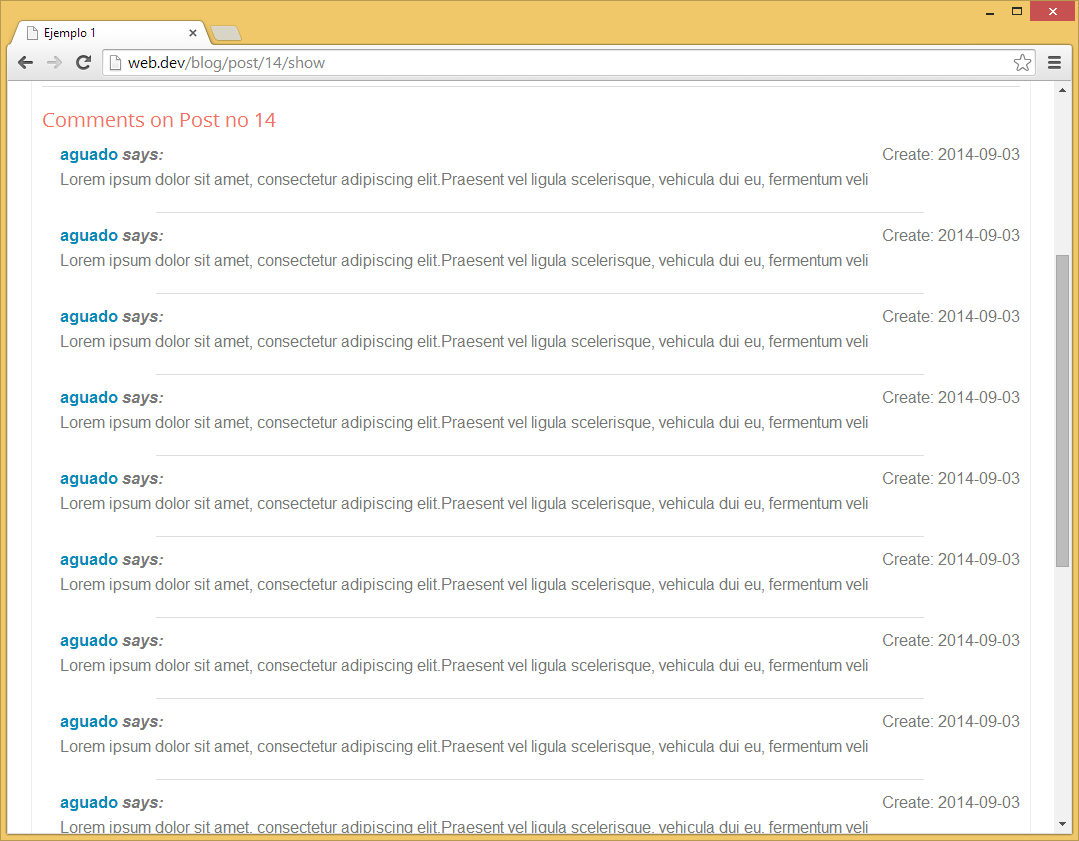 Ejemplo 1
web.dev/blog/post/14/show
Comments on Post no 14
aguado says: Create: 2014-09-03
Lorem ipsum dolor sit amet, consectetur adipiscing elit.Praesent vel ligula scelerisque, vehicula dui eu, fermentum veli
aguado says: Create: 2014-09-03
Lorem ipsum dolor sit amet, consectetur adipiscing elit.Praesent vel ligula scelerisque, vehicula dui eu, fermentum veli
aguado says: Create: 2014-09-03
Lorem ipsum dolor sit amet, consectetur adipiscing elit.Praesent vel ligula scelerisque, vehicula dui eu, fermentum veli
aguado says: Create: 2014-09-03
Lorem ipsum dolor sit amet, consectetur adipiscing elit.Praesent vel ligula scelerisque, vehicula dui eu, fermentum veli
aguado says: Create: 2014-09-03
Lorem ipsum dolor sit amet, consectetur adipiscing elit.Praesent vel ligula scelerisque, vehicula dui eu, fermentum veli
aguado says: Create: 2014-09-03
Lorem ipsum dolor sit amet, consectetur adipiscing elit.Praesent vel ligula scelerisque, vehicula dui eu, fermentum veli
aguado says: Create: 2014-09-03
Lorem ipsum dolor sit amet, consectetur adipiscing elit.Praesent vel ligula scelerisque, vehicula dui eu, fermentum veli
aguado says: Create: 2014-09-03
Lorem ipsum dolor sit amet, consectetur adipiscing elit.Praesent vel ligula scelerisque, vehicula dui eu, fermentum veli
aguado says: Create: 2014-09-03
Lorem ipsum dolor sit amet, consectetur adipiscing elit.Praesent vel ligula scelerisque, vehicula dui eu, fermentum veli